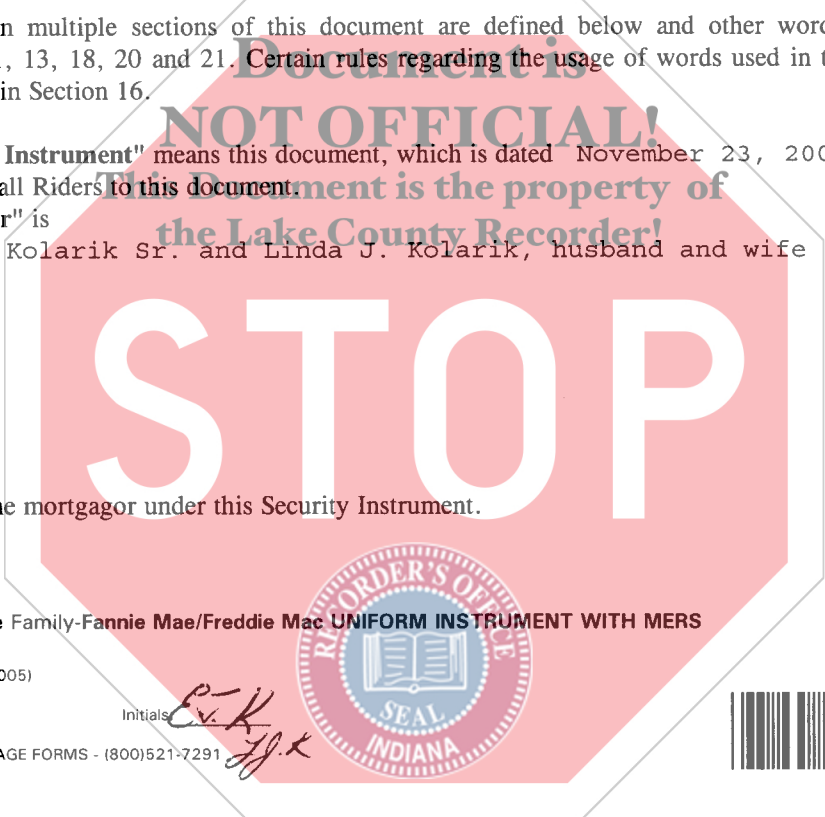 n multiple sections of this document are defined below and other word
, 13, 18, 20 and 21. Certain rules regarding the usage of words used in t
in Section 16.
Document is
NOT OFFICIAL!
Instrument" means this document, which is dated November 23, 200
all Riders to this document.
This Document is the property of
r" is
the Lake County Recorder!
Kolarik Sr. and Linda J. Kolarik, husband and wife
STOP
e mortgagor under this Security Instrument.
RECORDER'S OFFICE
SEAL
INDIANA
e Family-Fannie Mae/Freddie Mac UNIFORM INSTRUMENT WITH MERS
005)
Initials E.V.K
L.J.K
AGE FORMS - (800)521-7291